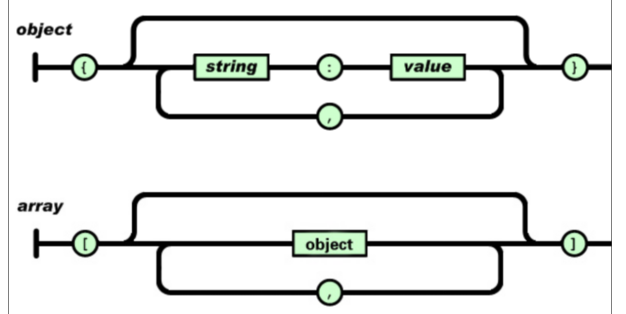 object
{ string : value }
,
array
[ object ]
,